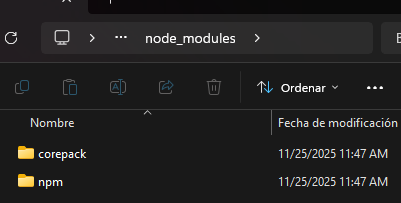 node_modules
Ordenar
Nombre
Fecha de modificación
corepack
11/25/2025 11:47 AM
npm
11/25/2025 11:47 AM